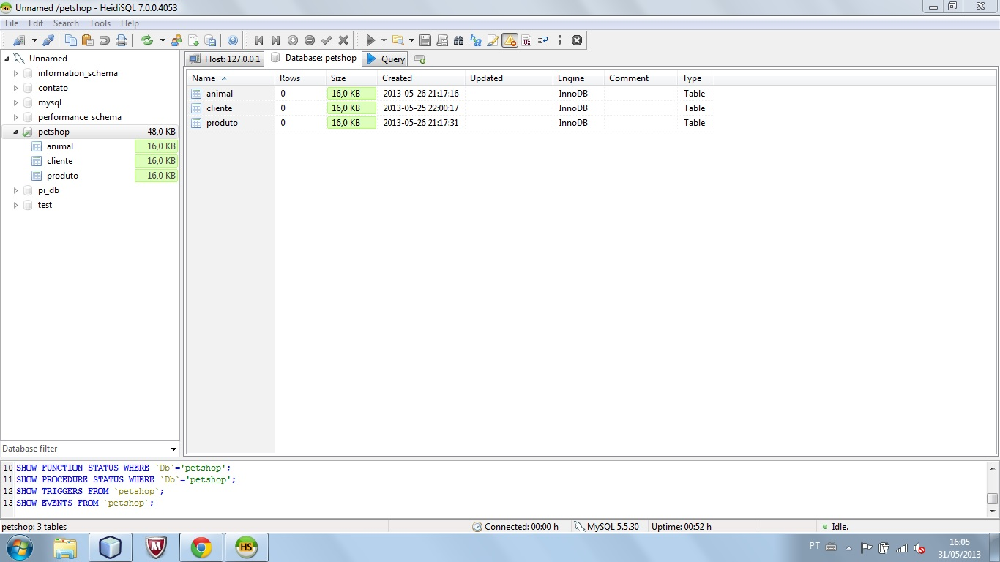 Unnamed /petshop - HeidiSQL 7.0.0.4053
File Edit Search Tools Help
Unnamed
information_schema
contato
mysql
performance_schema
petshop 48,0 KB
animal 16,0 KB
cliente 16,0 KB
produto 16,0 KB
pi_db
test
Database filter
Host: 127.0.0.1 Database: petshop Query
Name Rows Size Created Updated Engine Comment Type
animal 0 16,0 KB 2013-05-26 21:17:16 InnoDB Table
cliente 0 16,0 KB 2013-05-25 22:00:17 InnoDB Table
produto 0 16,0 KB 2013-05-26 21:17:31 InnoDB Table
10 SHOW FUNCTION STATUS WHERE `Db`='petshop';
11 SHOW PROCEDURE STATUS WHERE `Db`='petshop';
12 SHOW TRIGGERS FROM `petshop`;
13 SHOW EVENTS FROM `petshop`;
petshop: 3 tables Connected: 00:00 h MySQL 5.5.30 Uptime: 00:52 h Idle.
HS
PT
16:05
31/05/2013